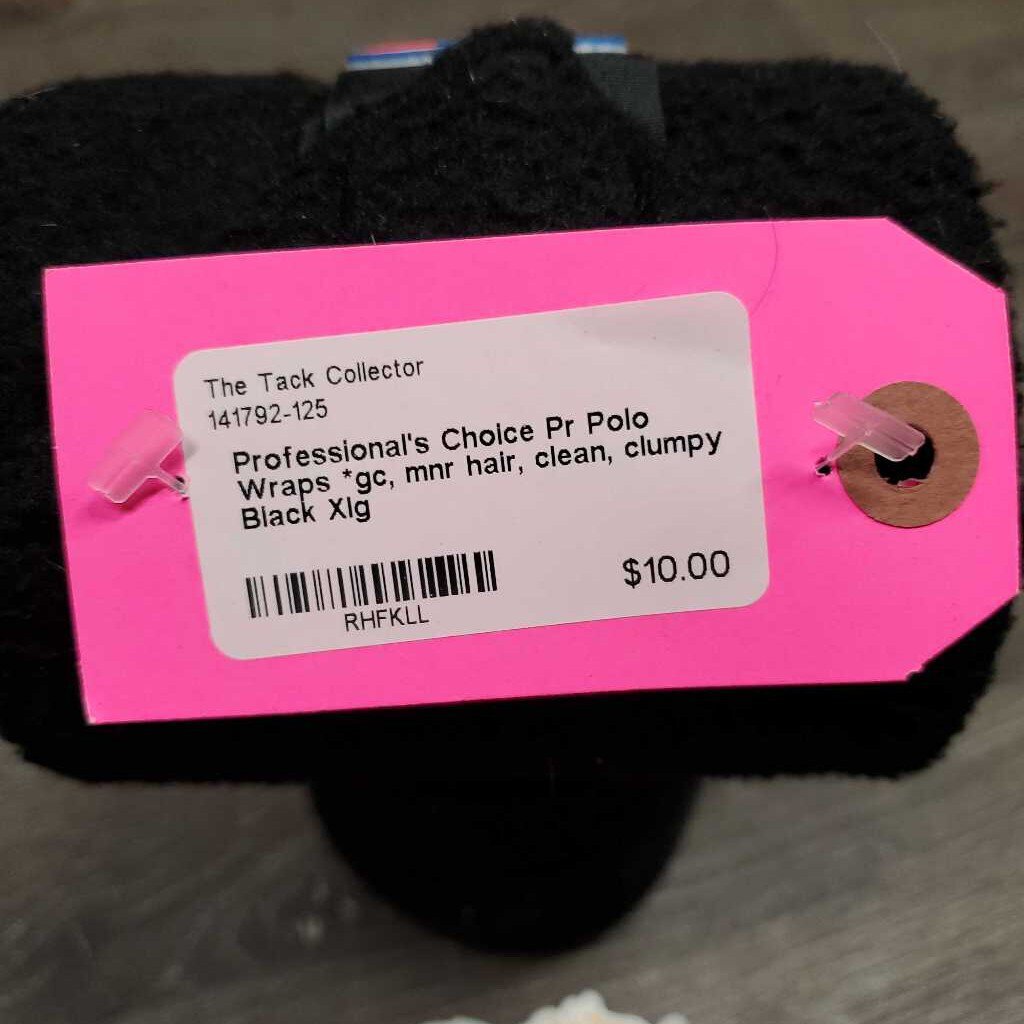 The Tack Collector
141792-125
Professional's Choice Pr Polo
Wraps *gc, mnr hair, clean, clumpy
Black Xlg
$10.00
RHFKLL